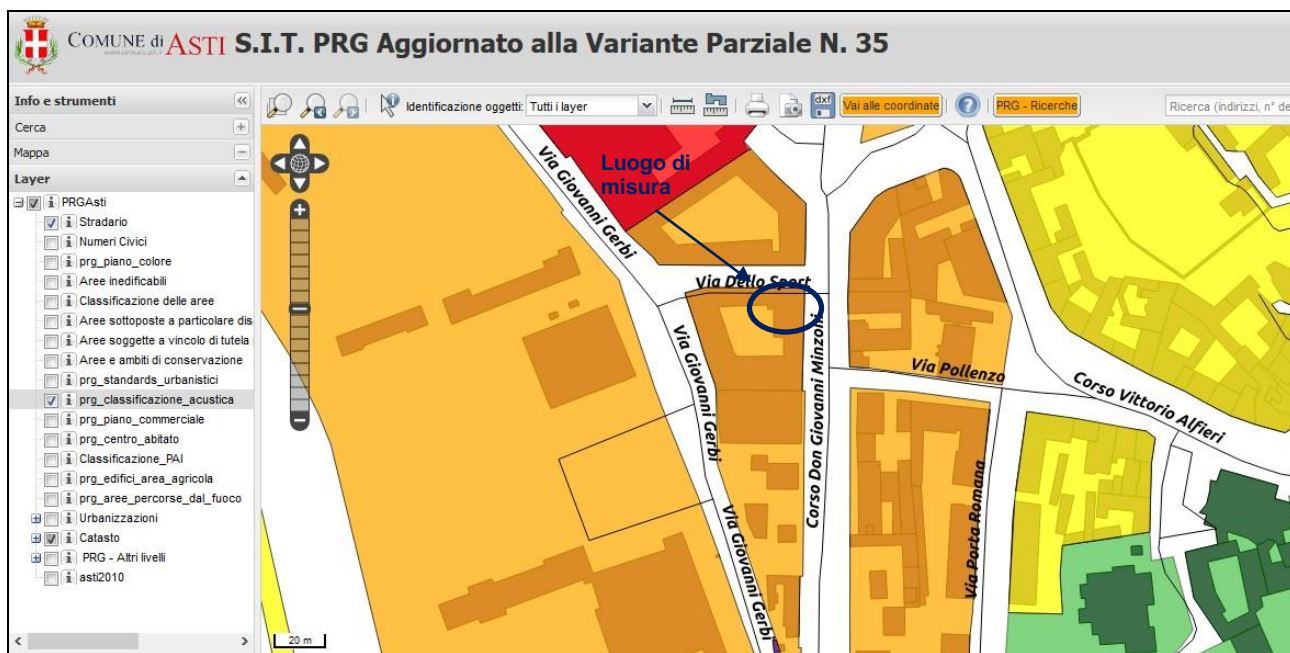 COMUNE di ASTI S.I.T. PRG Aggiornato alla Variante Parziale N. 35
Info e strumenti
Identificazione oggetti: Tutti i layer
dxf
Vai alle coordinate
PRG - Ricerche
Ricerca (indirizzi, n° de
Cerca
Mappa
Layer
PRGAsti
Stradario
Numeri Civici
prg_piano_colore
Aree inedificabili
Classificazione delle aree
Aree sottoposte a particolare dis
Aree soggette a vincolo di tutela
Aree e ambiti di conservazione
prg_standards_urbanistici
prg_classificazione_acustica
prg_piano_commerciale
prg_centro_abitato
Classificazione_PAI
prg_edifici_area_agricola
prg_aree_percorse_dal_fuoco
Urbanizzazioni
Catasto
PRG - Altri livelli
asti2010
Luogo di
misura
Via Giovanni Gerbi
Via Dello Sport
Via Giovanni Gerbi
Corso Don Giovanni Minzoni
Via Pollenzo
Corso Vittorio Alfieri
Via Porta Romana
Via Giovanni Gerbi
20 m